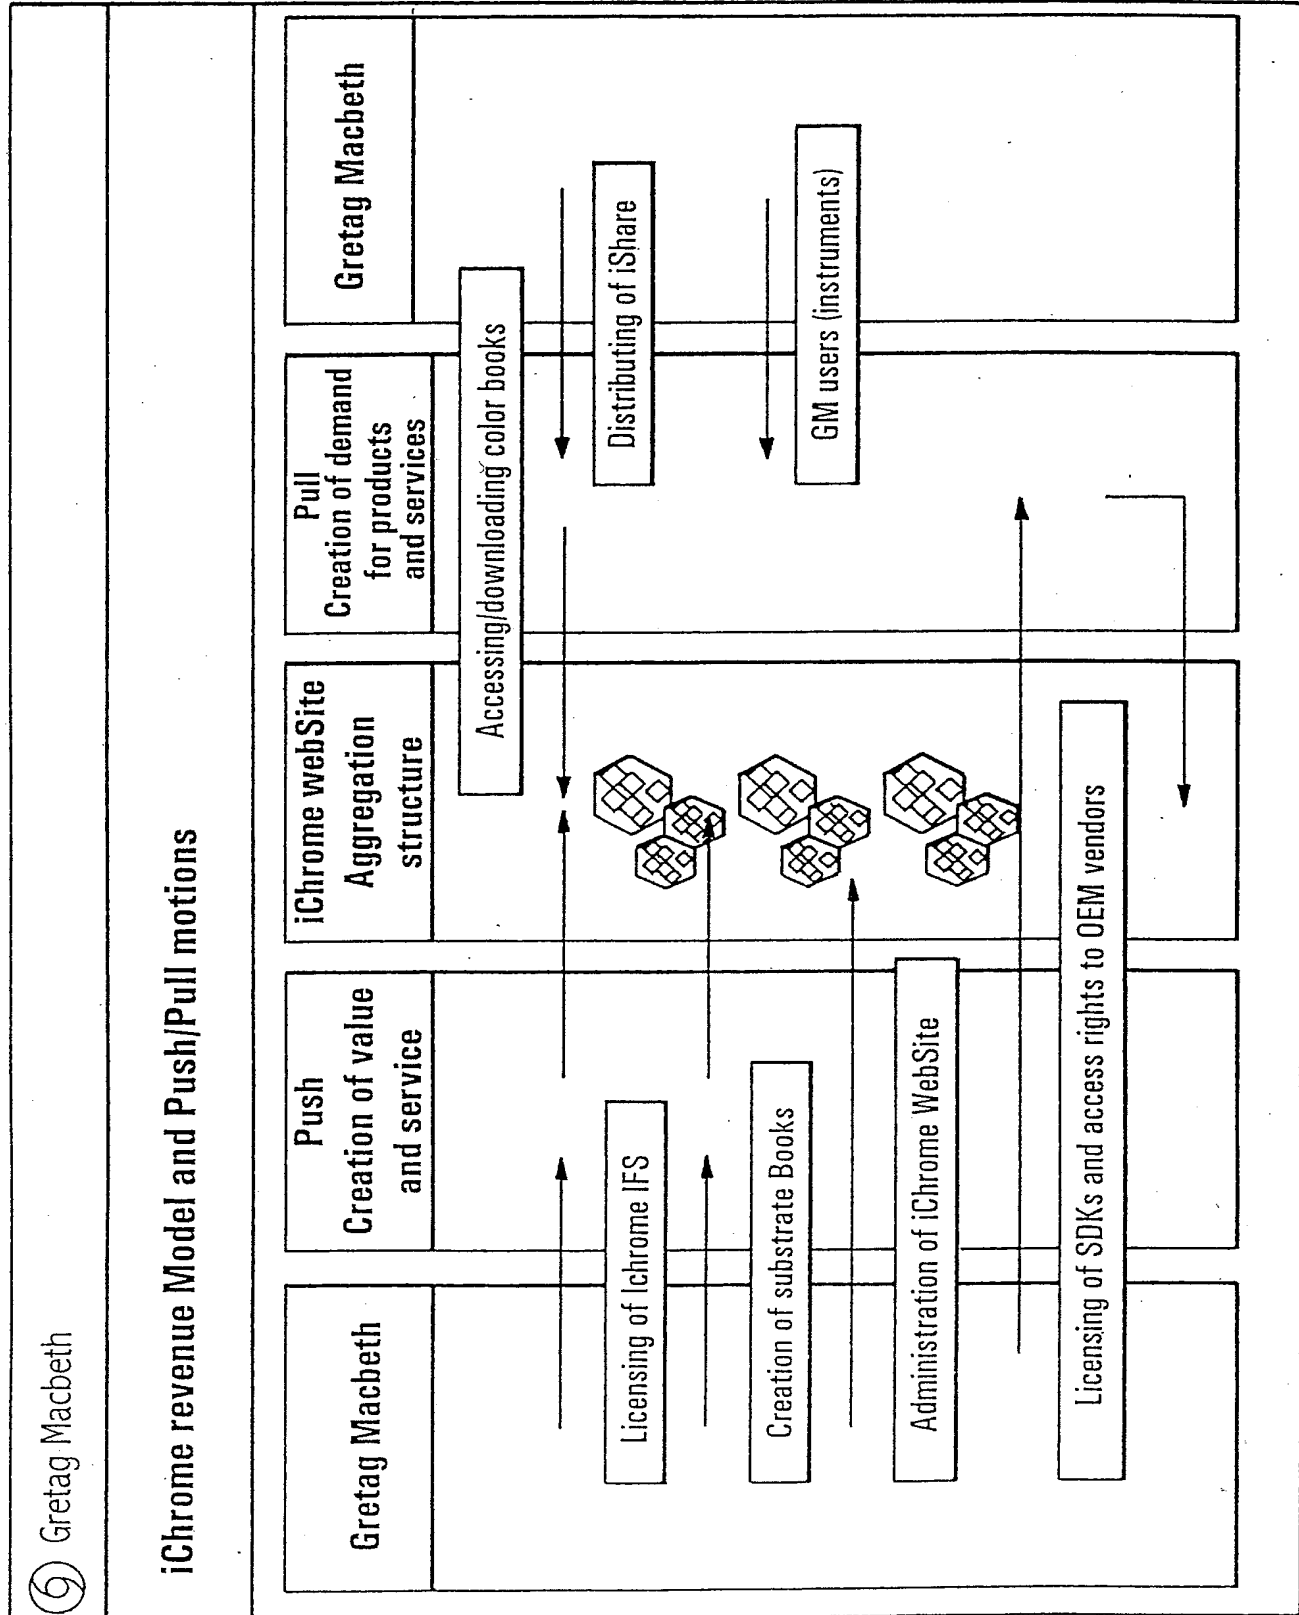 Gretag Macbeth
iChrome revenue Model and Push/Pull motions
Gretag Macbeth
Push
Creation of value
and service
iChrome webSite
Aggregation
structure
Pull
Creation of demand
for products
and services
Gretag Macbeth
Accessing/downloading color books
Licensing of Ichrome IFS
Distributing of iShare
Creation of substrate Books
GM users (instruments)
Administration of iChrome WebSite
Licensing of SDKs and access rights to OEM vendors